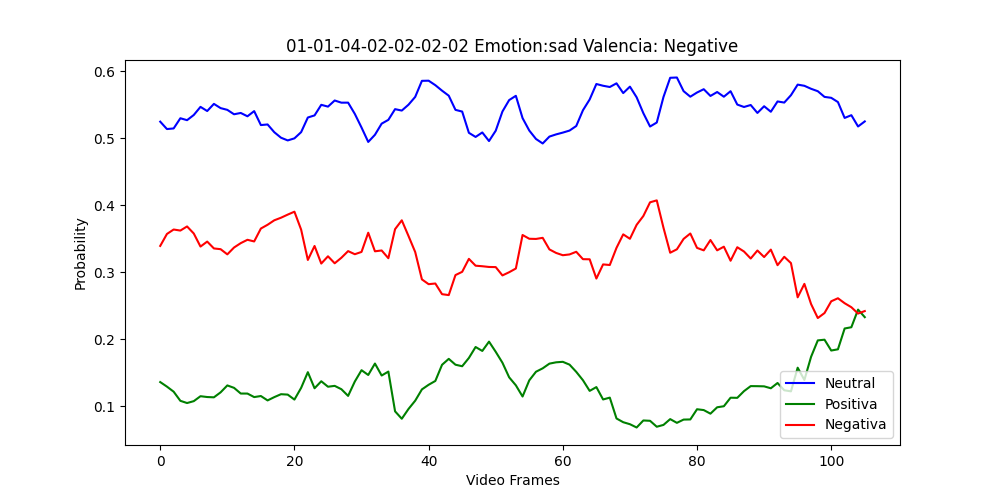 01-01-04-02-02-02-02 Emotion:sad Valencia: Negative
Probability
0.6
0.5
0.4
0.3
0.2
0.1
0
20
40
60
80
100
Video Frames
Neutral
Positiva
Negativa